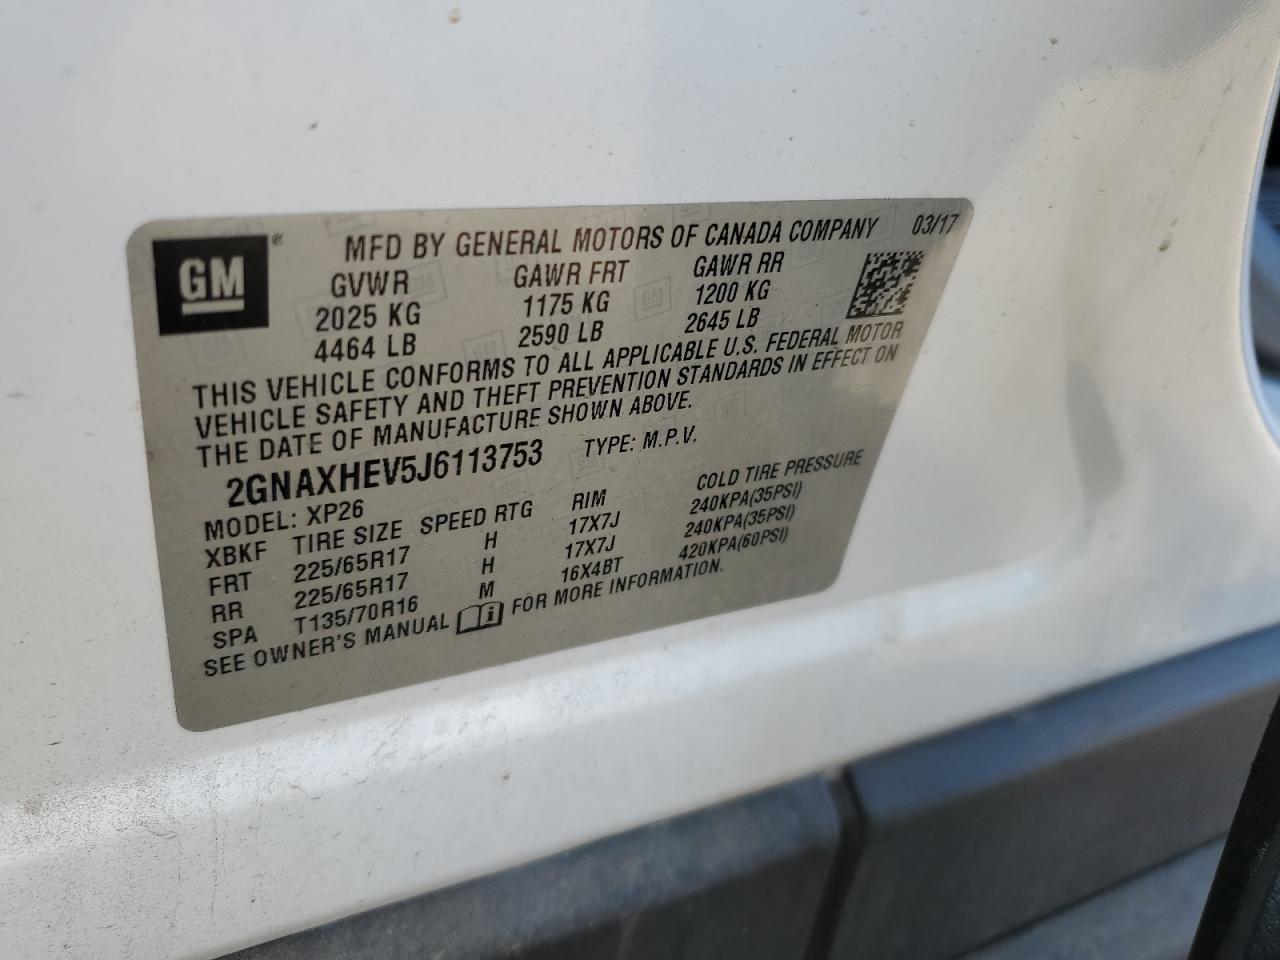 GM ® MFD BY GENERAL MOTORS OF CANADA COMPANY 03/17
GVWR GAWR FRT GAWR RR
2025 KG 1175 KG 1200 KG
4464 LB 2590 LB 2645 LB
THIS VEHICLE CONFORMS TO ALL APPLICABLE U.S. FEDERAL MOTOR
VEHICLE SAFETY AND THEFT PREVENTION STANDARDS IN EFFECT ON
THE DATE OF MANUFACTURE SHOWN ABOVE.
2GNAXHEV5J6113753 TYPE: M.P.V.
MODEL: XP26
XBKF TIRE SIZE SPEED RTG RIM COLD TIRE PRESSURE
FRT 225/65R17 H 17X7J 240KPA(35PSI)
RR 225/65R17 H 17X7J 240KPA(35PSI)
SPA T135/70R16 M 16X4BT 420KPA(60PSI)
SEE OWNER'S MANUAL i FOR MORE INFORMATION.